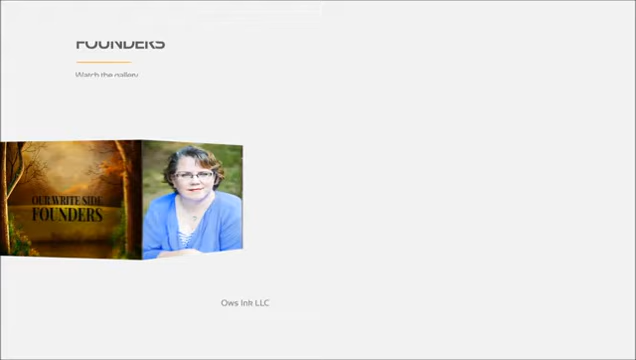 FOUNDERS
Watch the gallery
OUR WRITE SIDE
FOUNDERS
Ows Ink LLC